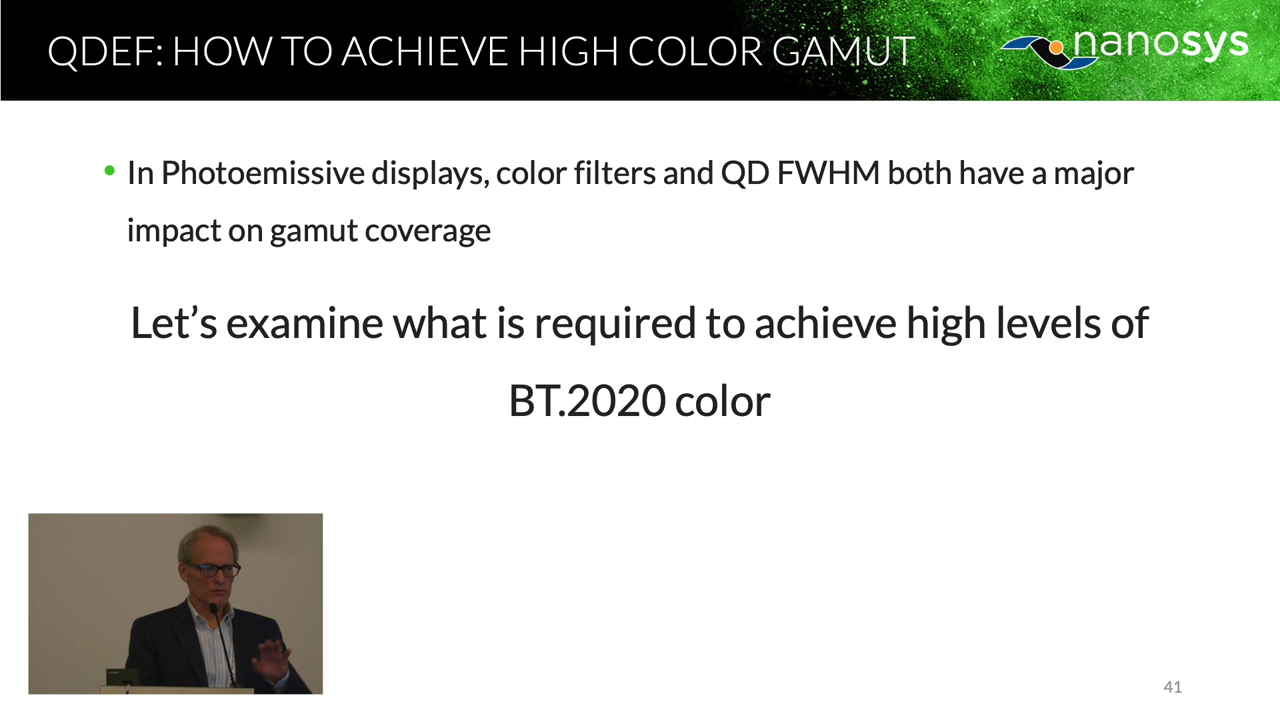 QDEF: HOW TO ACHIEVE HIGH COLOR GAMUT
nanosys
• In Photoemissive displays, color filters and QD FWHM both have a major
impact on gamut coverage
Let's examine what is required to achieve high levels of
BT.2020 color
41